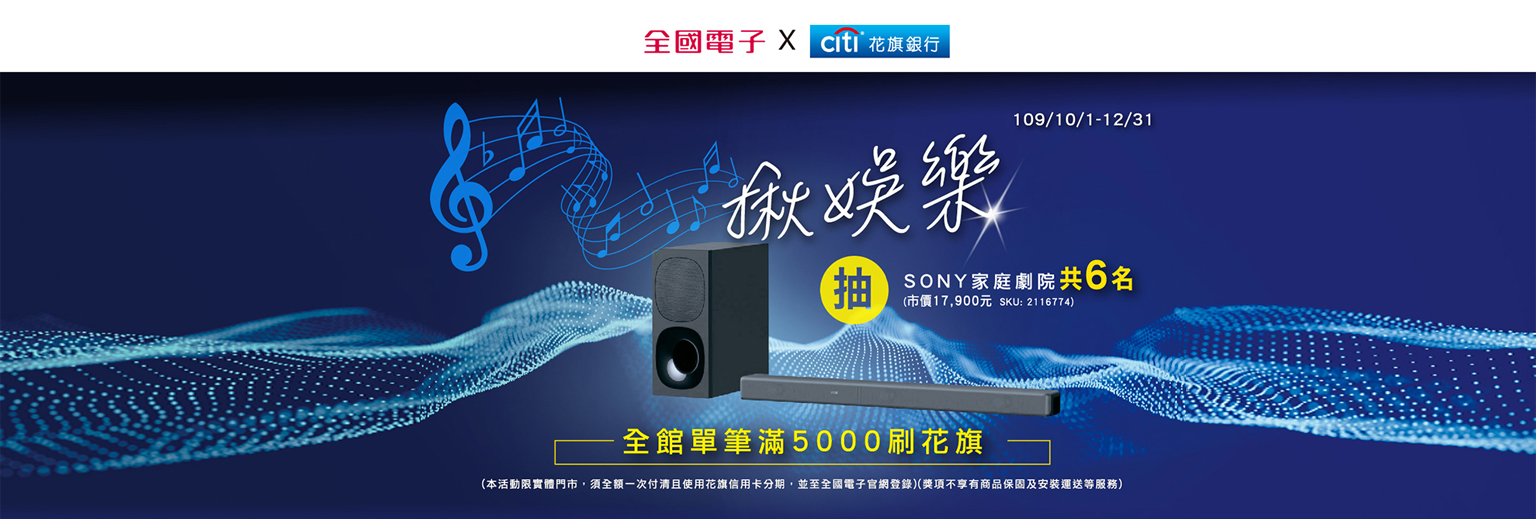 全國電子 X citi 花旗銀行
109/10/1-12/31
揪娛樂
抽
SONY家庭劇院共6名
(市價17,900元 SKU: 2116774)
全館單筆滿5000刷花旗
(本活動限實體門市，須全額一次付清且使用花旗信用卡分期，並至全國電子官網登錄)(獎項不享有商品保固及安裝運送等服務)